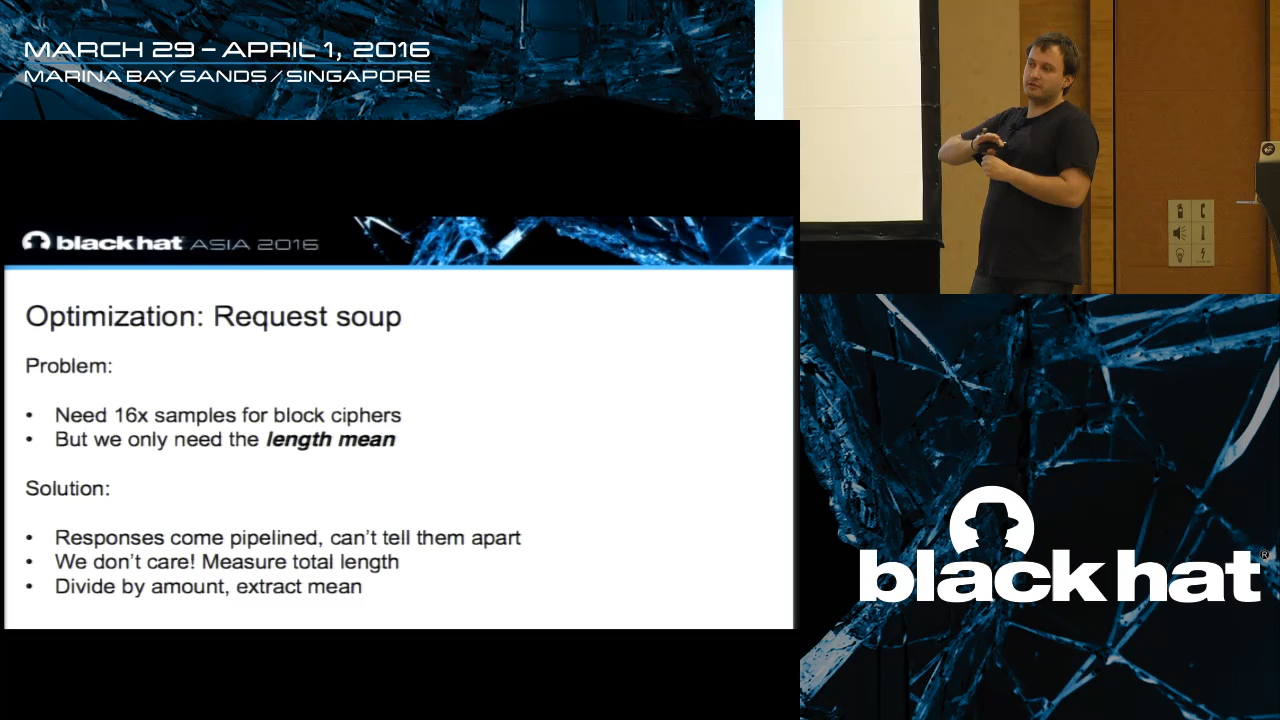 MARCH 29 – APRIL 1, 2016
MARINA BAY SANDS / SINGAPORE
black hat ASIA 2016
Optimization: Request soup
Problem:
• Need 16x samples for block ciphers
• But we only need the length mean
Solution:
• Responses come pipelined, can't tell them apart
• We don't care! Measure total length
• Divide by amount, extract mean
black hat®